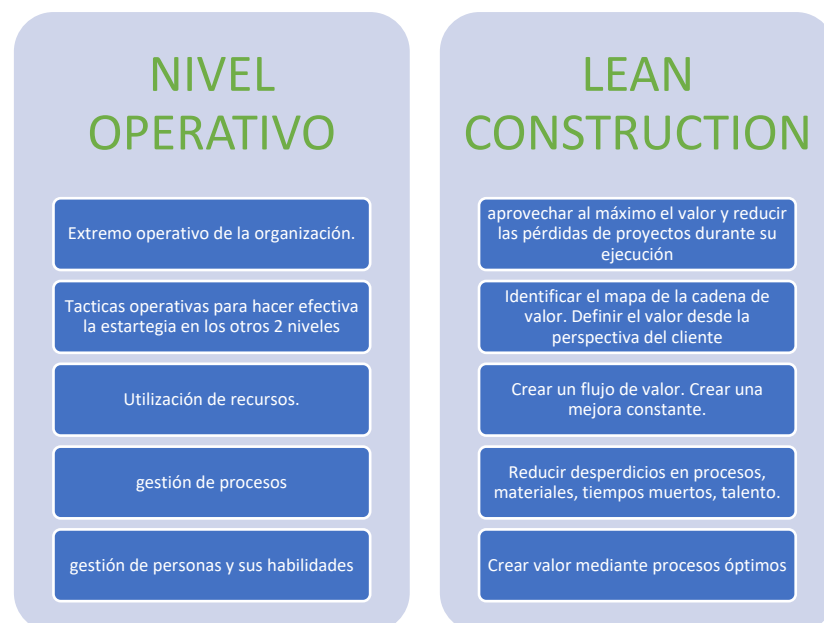 NIVEL
OPERATIVO
Extremo operativo de la organización.
Tacticas operativas para hacer efectiva
la estartegia en los otros 2 niveles
Utilización de recursos.
gestión de procesos
gestión de personas y sus habilidades
LEAN
CONSTRUCTION
aprovechar al máximo el valor y reducir
las pérdidas de proyectos durante su
ejecución
Identificar el mapa de la cadena de
valor. Definir el valor desde la
perspectiva del cliente
Crear un flujo de valor. Crear una
mejora constante.
Reducir desperdicios en procesos,
materiales, tiempos muertos, talento.
Crear valor mediante procesos óptimos